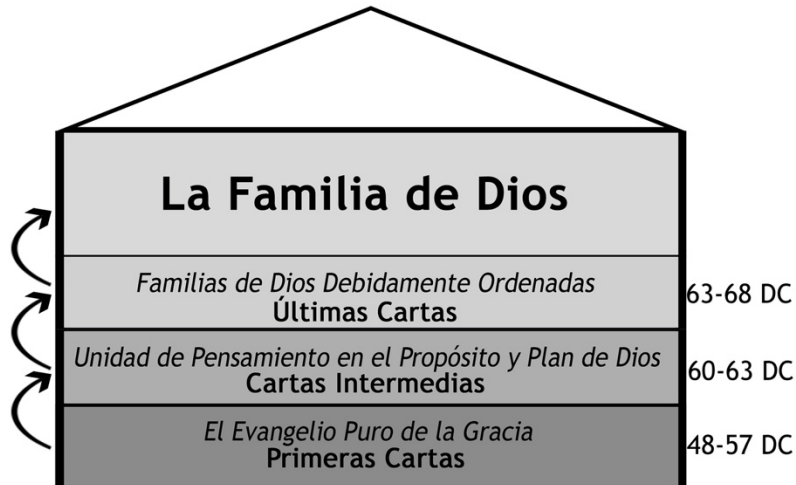 La Familia de Dios
Familias de Dios Debidamente Ordenadas
Últimas Cartas
63-68 DC
Unidad de Pensamiento en el Propósito y Plan de Dios
Cartas Intermedias
60-63 DC
El Evangelio Puro de la Gracia
Primeras Cartas
48-57 DC